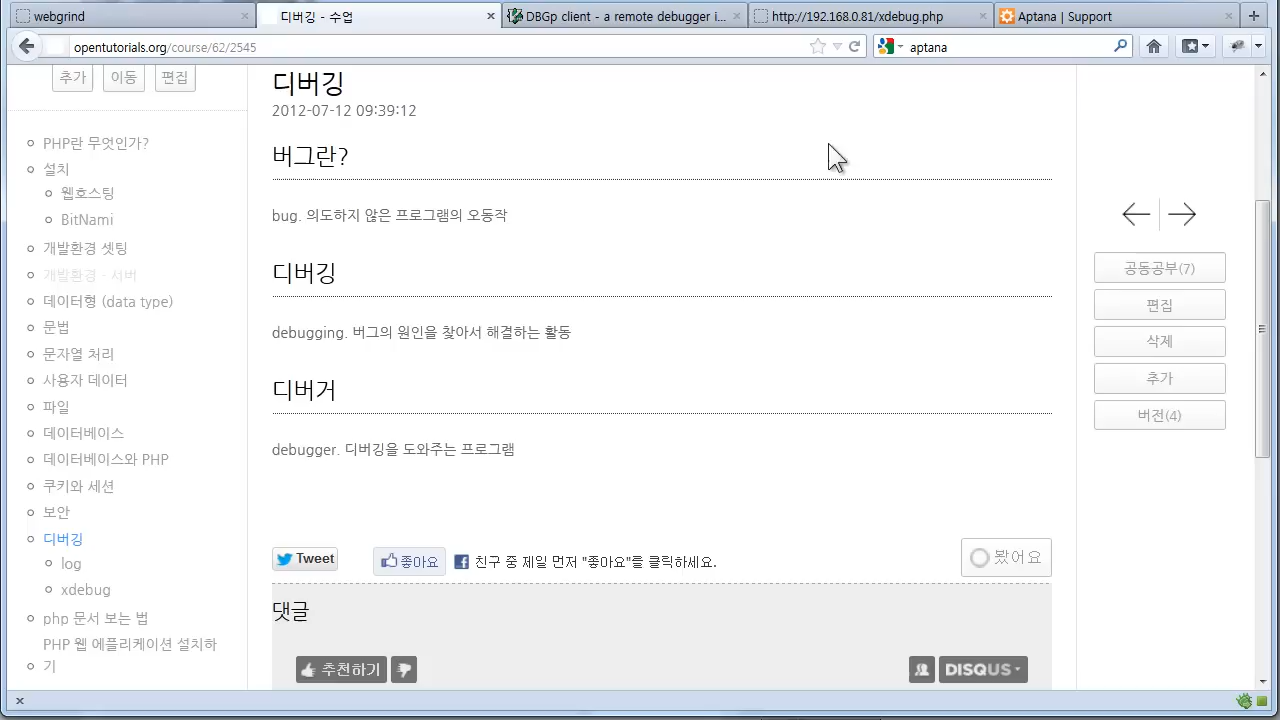 webgrind
디버깅 - 수업
DBGp client - a remote debugger i...
http://192.168.0.81/xdebug.php
Aptana | Support
opentutorials.org/course/62/2545
aptana
추가 이동 편집
PHP란 무엇인가?
설치
웹호스팅
BitNami
개발환경 셋팅
개발환경 - 서버
데이터형 (data type)
문법
문자열 처리
사용자 데이터
파일
데이터베이스
데이터베이스와 PHP
쿠키와 세션
보안
디버깅
log
xdebug
php 문서 보는 법
PHP 웹 에플리케이션 설치하
기
디버깅
2012-07-12 09:39:12
버그란?
bug. 의도하지 않은 프로그램의 오동작
디버깅
debugging. 버그의 원인을 찾아서 해결하는 활동
디버거
debugger. 디버깅을 도와주는 프로그램
Tweet 좋아요 친구 중 제일 먼저 "좋아요"를 클릭하세요. 봤어요
댓글
추천하기 DISQUS
공동공부(7)
편집
삭제
추가
버전(4)